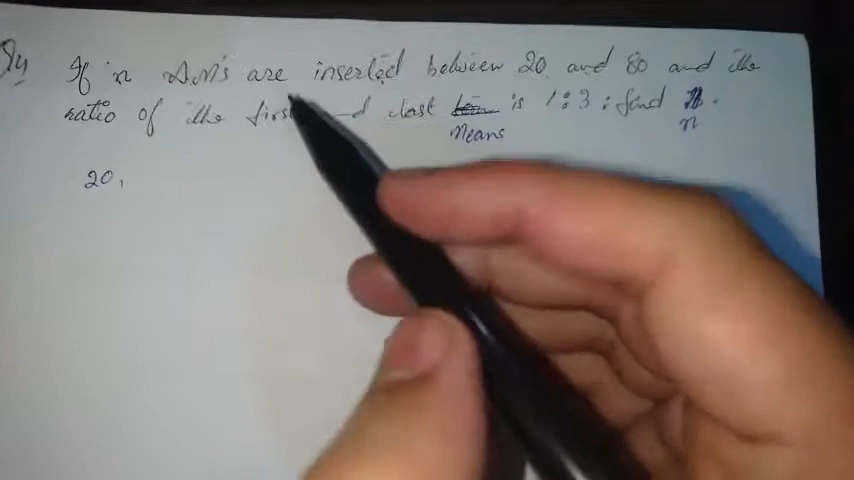 Q4 If n A.M's are inserted between 20 and 80 and the
ratio of the first and last is 1:3 : find n.
Means
n
20,